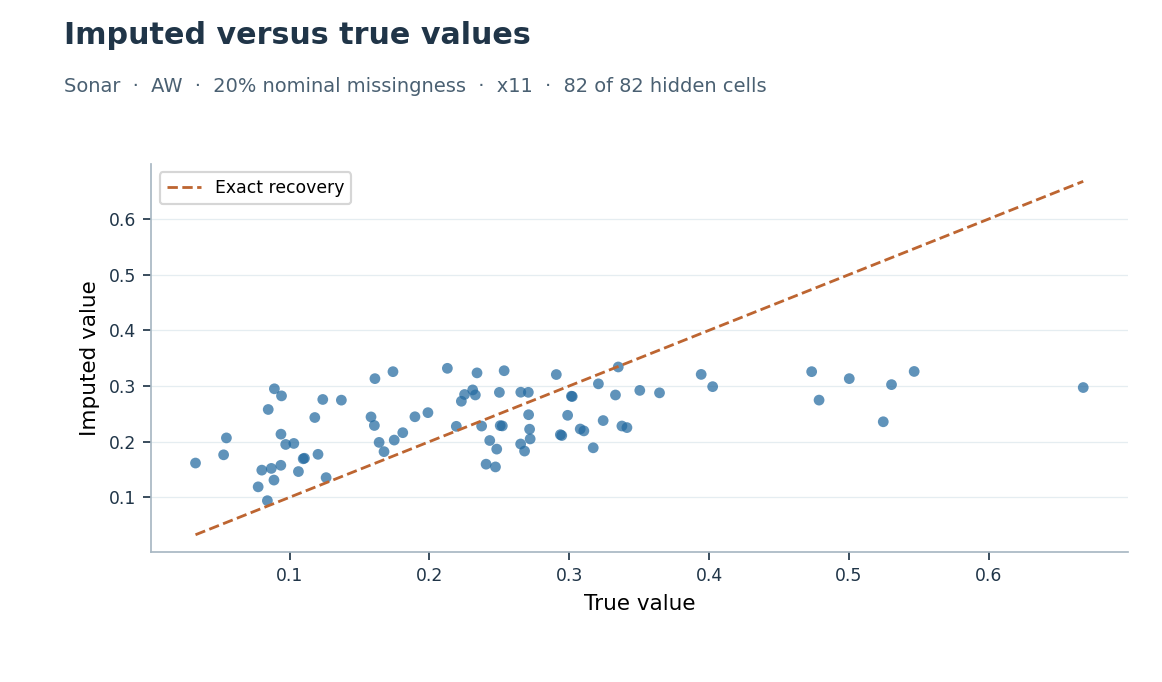 Imputed versus true values
Sonar · AW · 20% nominal missingness · x11 · 82 of 82 hidden cells
Exact recovery
Imputed value
0.6
0.5
0.4
0.3
0.2
0.1
0.1 0.2 0.3 0.4 0.5 0.6
True value